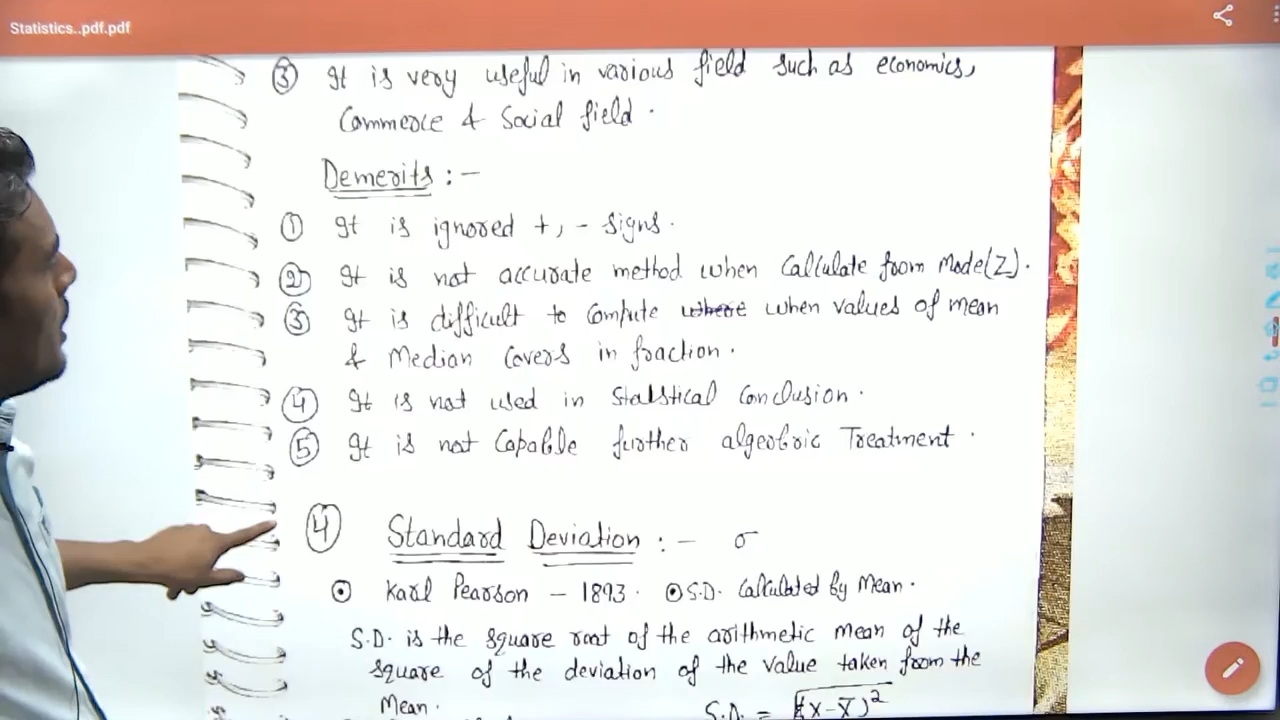 Statistics..pdf.pdf
③ It is very useful in various field such as economics,
Commerce & Social field.
Demerits :-
① It is ignored +, - signs.
② It is not accurate method when Calculate from Mode(Z).
③ It is difficult to Compute where when values of mean
& Median Covers in fraction.
④ It is not used in Statstical Conclusion.
⑤ It is not Capable further algebric Treatment.
④ Standard Deviation :- σ
⊙ Karl Pearson - 1893. ⊙ S.D. Calculated by Mean.
S.D. is the square root of the arithmetic mean of the
square of the deviation of the value taken from the
Mean.
S.D. =